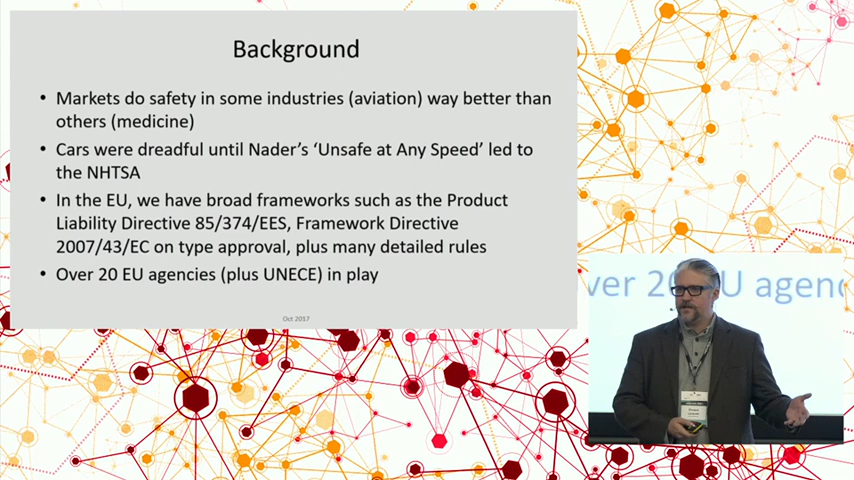 Background
• Markets do safety in some industries (aviation) way better than
others (medicine)
• Cars were dreadful until Nader's 'Unsafe at Any Speed' led to
the NHTSA
• In the EU, we have broad frameworks such as the Product
Liability Directive 85/374/EES, Framework Directive
2007/43/EC on type approval, plus many detailed rules
• Over 20 EU agencies (plus UNECE) in play
Oct 2017
ver 20 U agenc